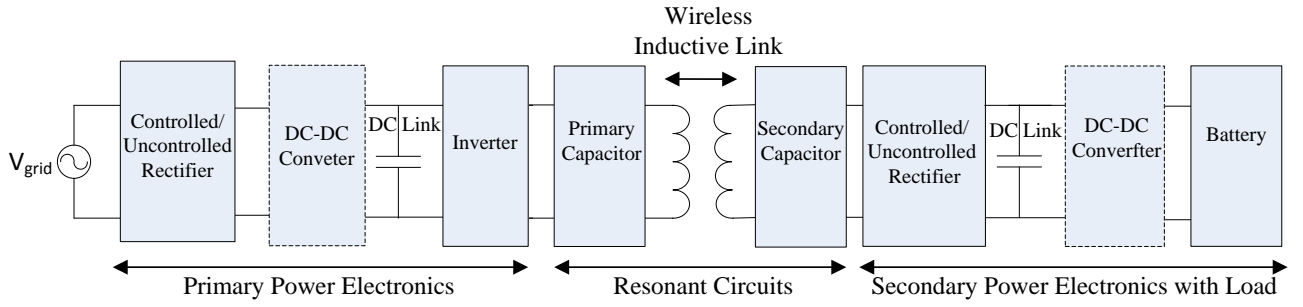 Wireless
Inductive Link
V_grid
Controlled/
Uncontrolled
Rectifier
DC-DC
Conveter
DC Link
Inverter
Primary
Capacitor
Secondary
Capacitor
Controlled/
Uncontrolled
Rectifier
DC Link
DC-DC
Converfter
Battery
Primary Power Electronics
Resonant Circuits
Secondary Power Electronics with Load